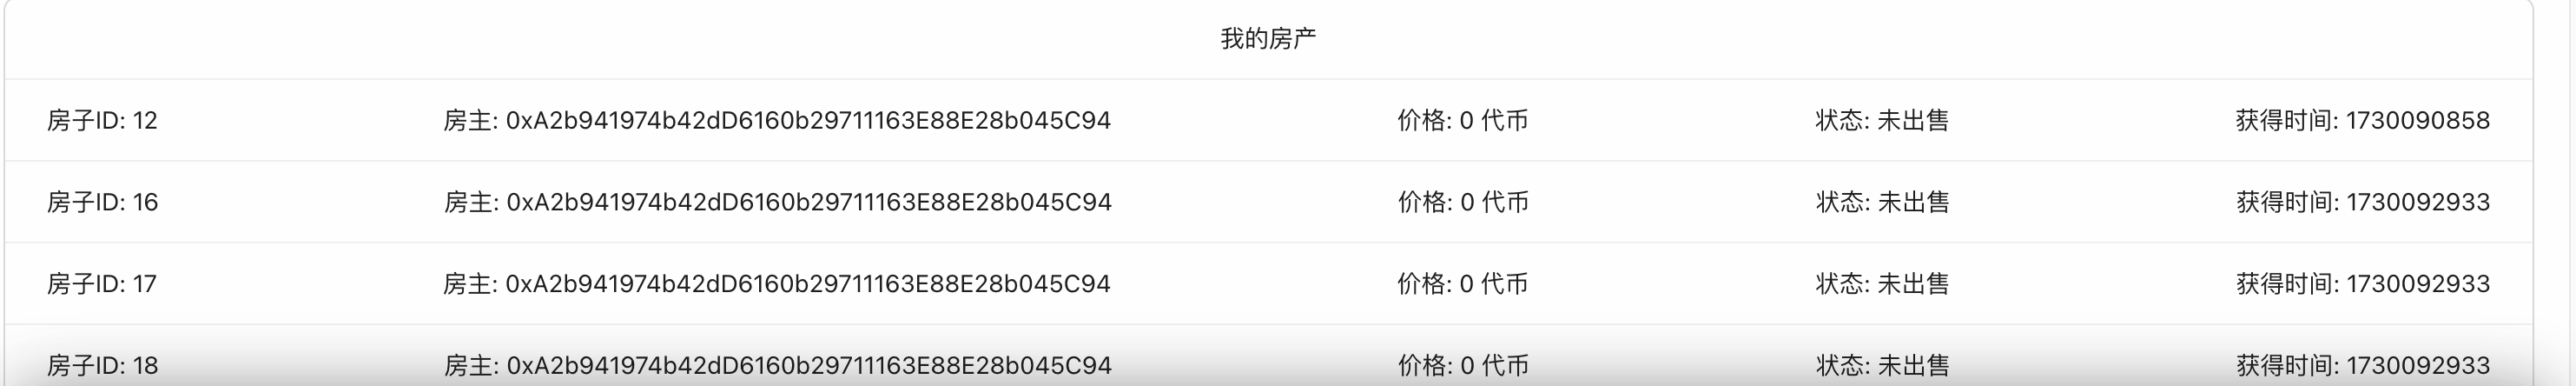 我的房产
房子ID: 12 房主: 0xA2b941974b42dD6160b29711163E88E28b045C94 价格: 0 代币 状态: 未出售 获得时间: 1730090858
房子ID: 16 房主: 0xA2b941974b42dD6160b29711163E88E28b045C94 价格: 0 代币 状态: 未出售 获得时间: 1730092933
房子ID: 17 房主: 0xA2b941974b42dD6160b29711163E88E28b045C94 价格: 0 代币 状态: 未出售 获得时间: 1730092933
房子ID: 18 房主: 0xA2b941974b42dD6160b29711163E88E28b045C94 价格: 0 代币 状态: 未出售 获得时间: 1730092933